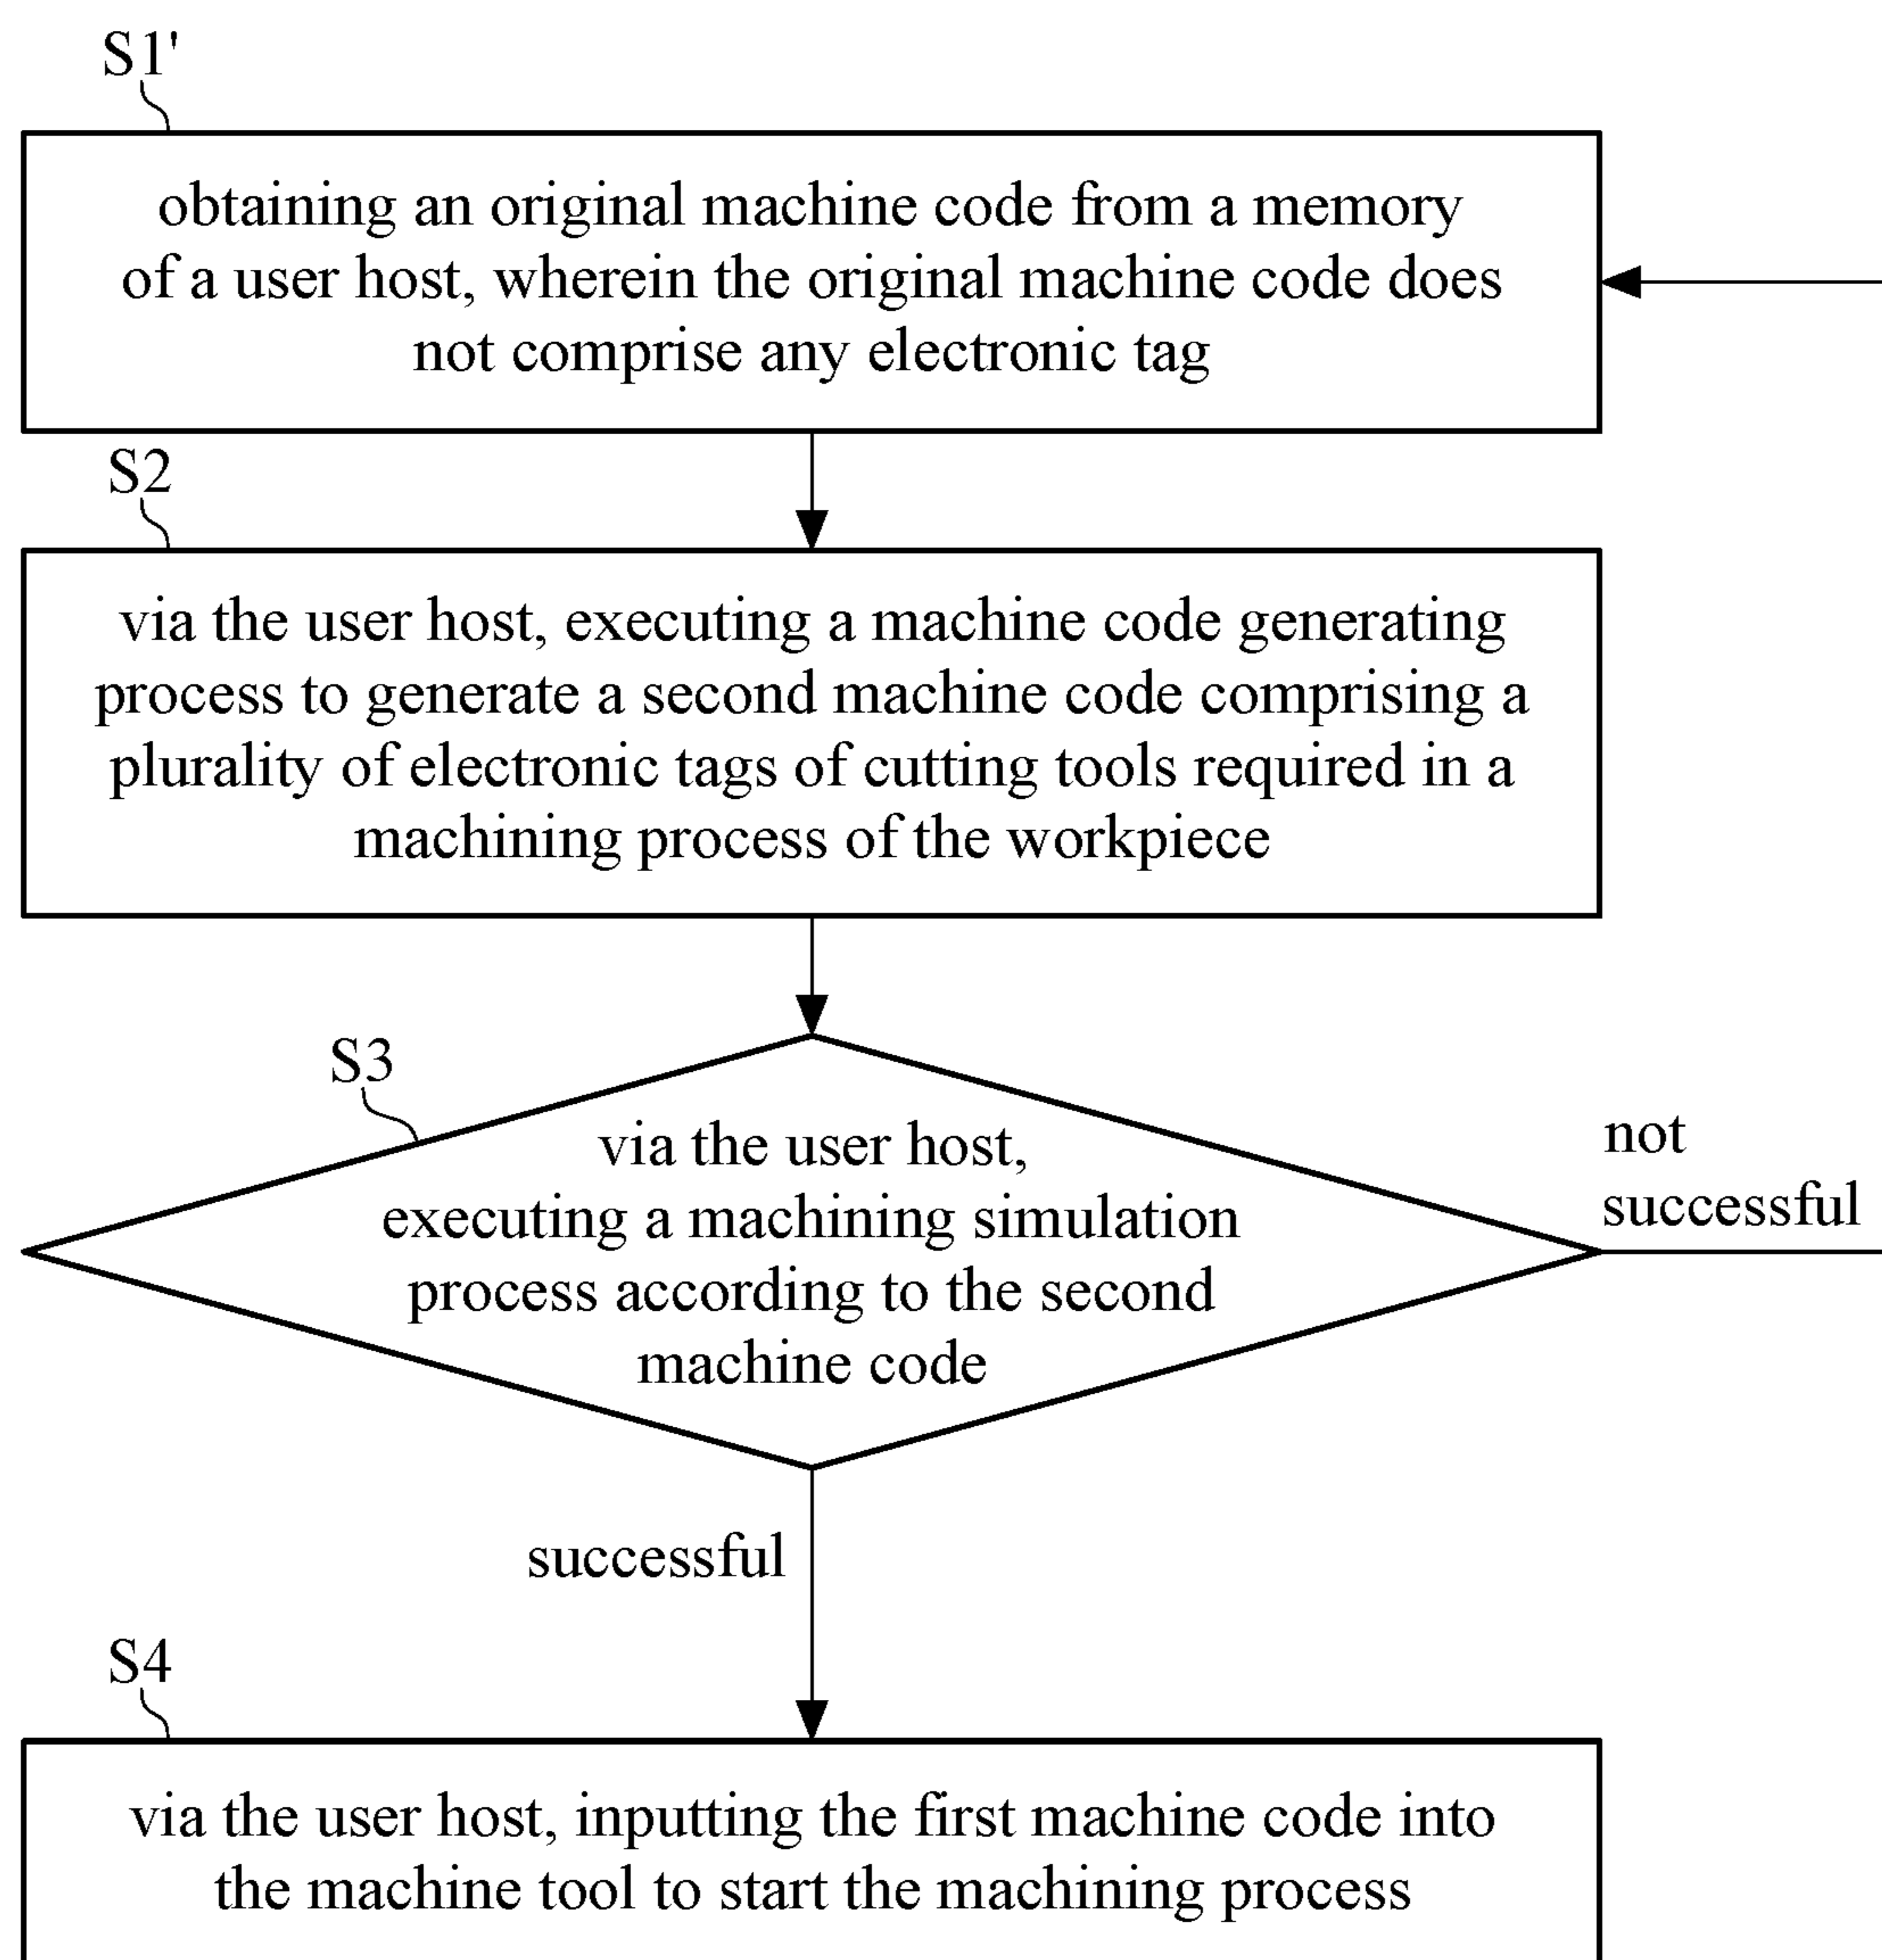 S1'
obtaining an original machine code from a memory
of a user host, wherein the original machine code does
not comprise any electronic tag
S2
via the user host, executing a machine code generating
process to generate a second machine code comprising a
plurality of electronic tags of cutting tools required in a
machining process of the workpiece
S3
via the user host,
executing a machining simulation
process according to the second
machine code
not
successful
successful
S4
via the user host, inputting the first machine code into
the machine tool to start the machining process